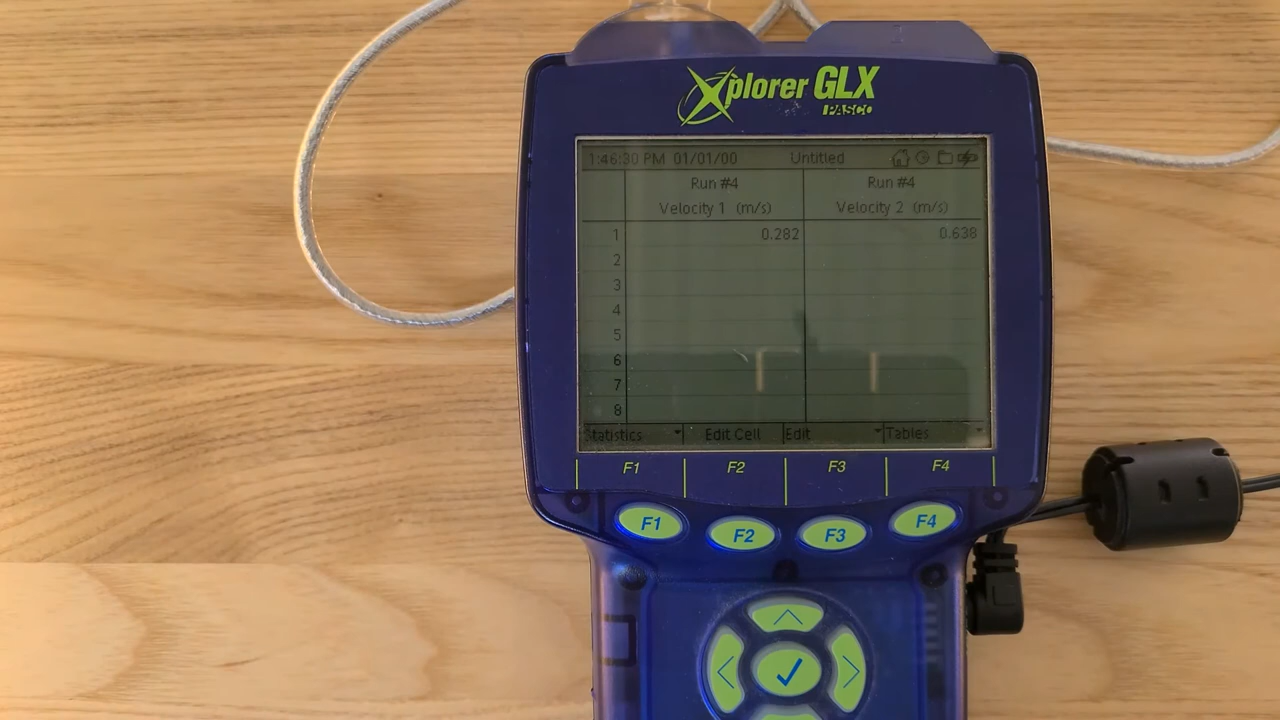 Xplorer GLX
PASCO
1:46:30 PM 01/01/00 Untitled
Run #4 Run #4
Velocity 1 (m/s) Velocity 2 (m/s)
1 0.282 0.638
2
3
4
5
6
7
8
Statistics Edit Cell Edit Tables
F1 F2 F3 F4
F1 F2 F3 F4